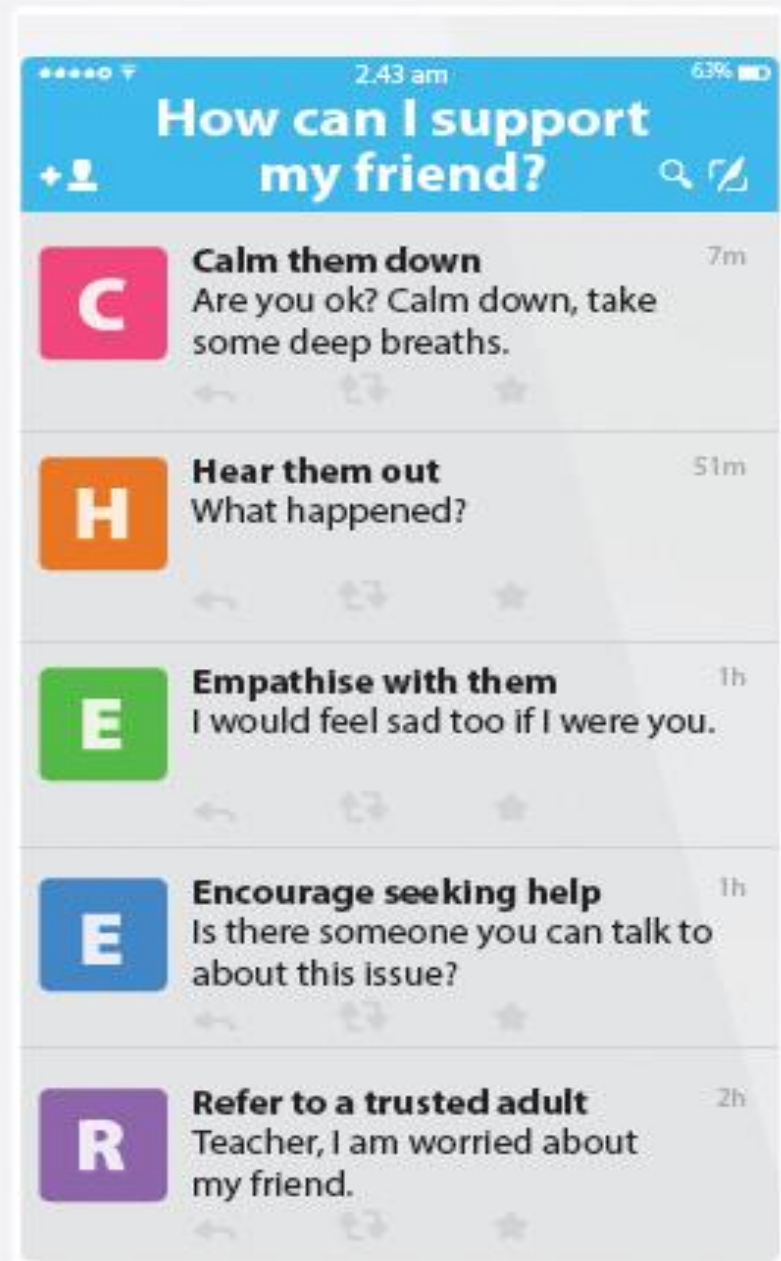 2.43 am
63%
How can I support
my friend?
C
Calm them down
7m
Are you ok? Calm down, take
some deep breaths.
H
Hear them out
51m
What happened?
E
Empathise with them
1h
I would feel sad too if I were you.
E
Encourage seeking help
1h
Is there someone you can talk to
about this issue?
R
Refer to a trusted adult
2h
Teacher, I am worried about
my friend.